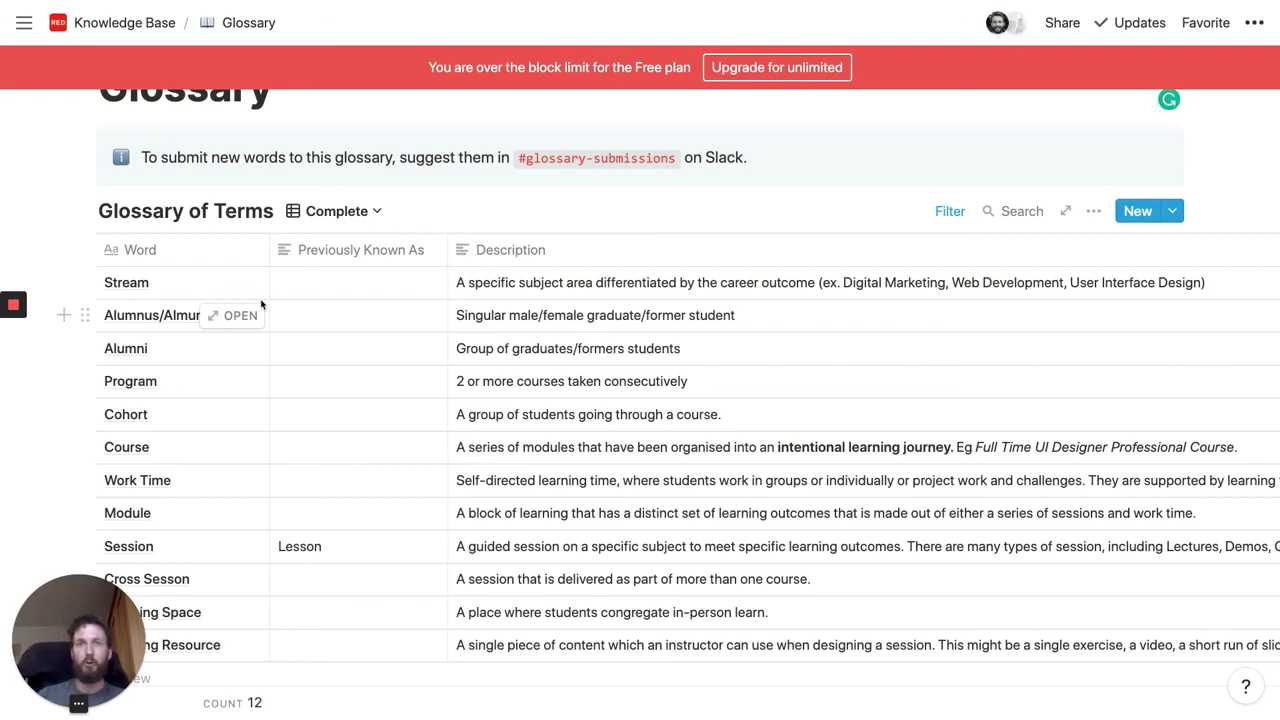 RED Knowledge Base / Glossary Share Updates Favorite
You are over the block limit for the Free plan Upgrade for unlimited
Glossary
To submit new words to this glossary, suggest them in #glossary-submissions on Slack.
Glossary of Terms Complete Filter Search New
Aa Word Previously Known As Description
Stream A specific subject area differentiated by the career outcome (ex. Digital Marketing, Web Development, User Interface Design)
Alumnus/Almun OPEN Singular male/female graduate/former student
Alumni Group of graduates/formers students
Program 2 or more courses taken consecutively
Cohort A group of students going through a course.
Course A series of modules that have been organised into an intentional learning journey. Eg Full Time UI Designer Professional Course.
Work Time Self-directed learning time, where students work in groups or individually or project work and challenges. They are supported by learning
Module A block of learning that has a distinct set of learning outcomes that is made out of either a series of sessions and work time.
Session Lesson A guided session on a specific subject to meet specific learning outcomes. There are many types of session, including Lectures, Demos,
Cross Sesson A session that is delivered as part of more than one course.
ing Space A place where students congregate in-person learn.
ng Resource A single piece of content which an instructor can use when designing a session. This might be a single exercise, a video, a short run of
ew
COUNT 12
?